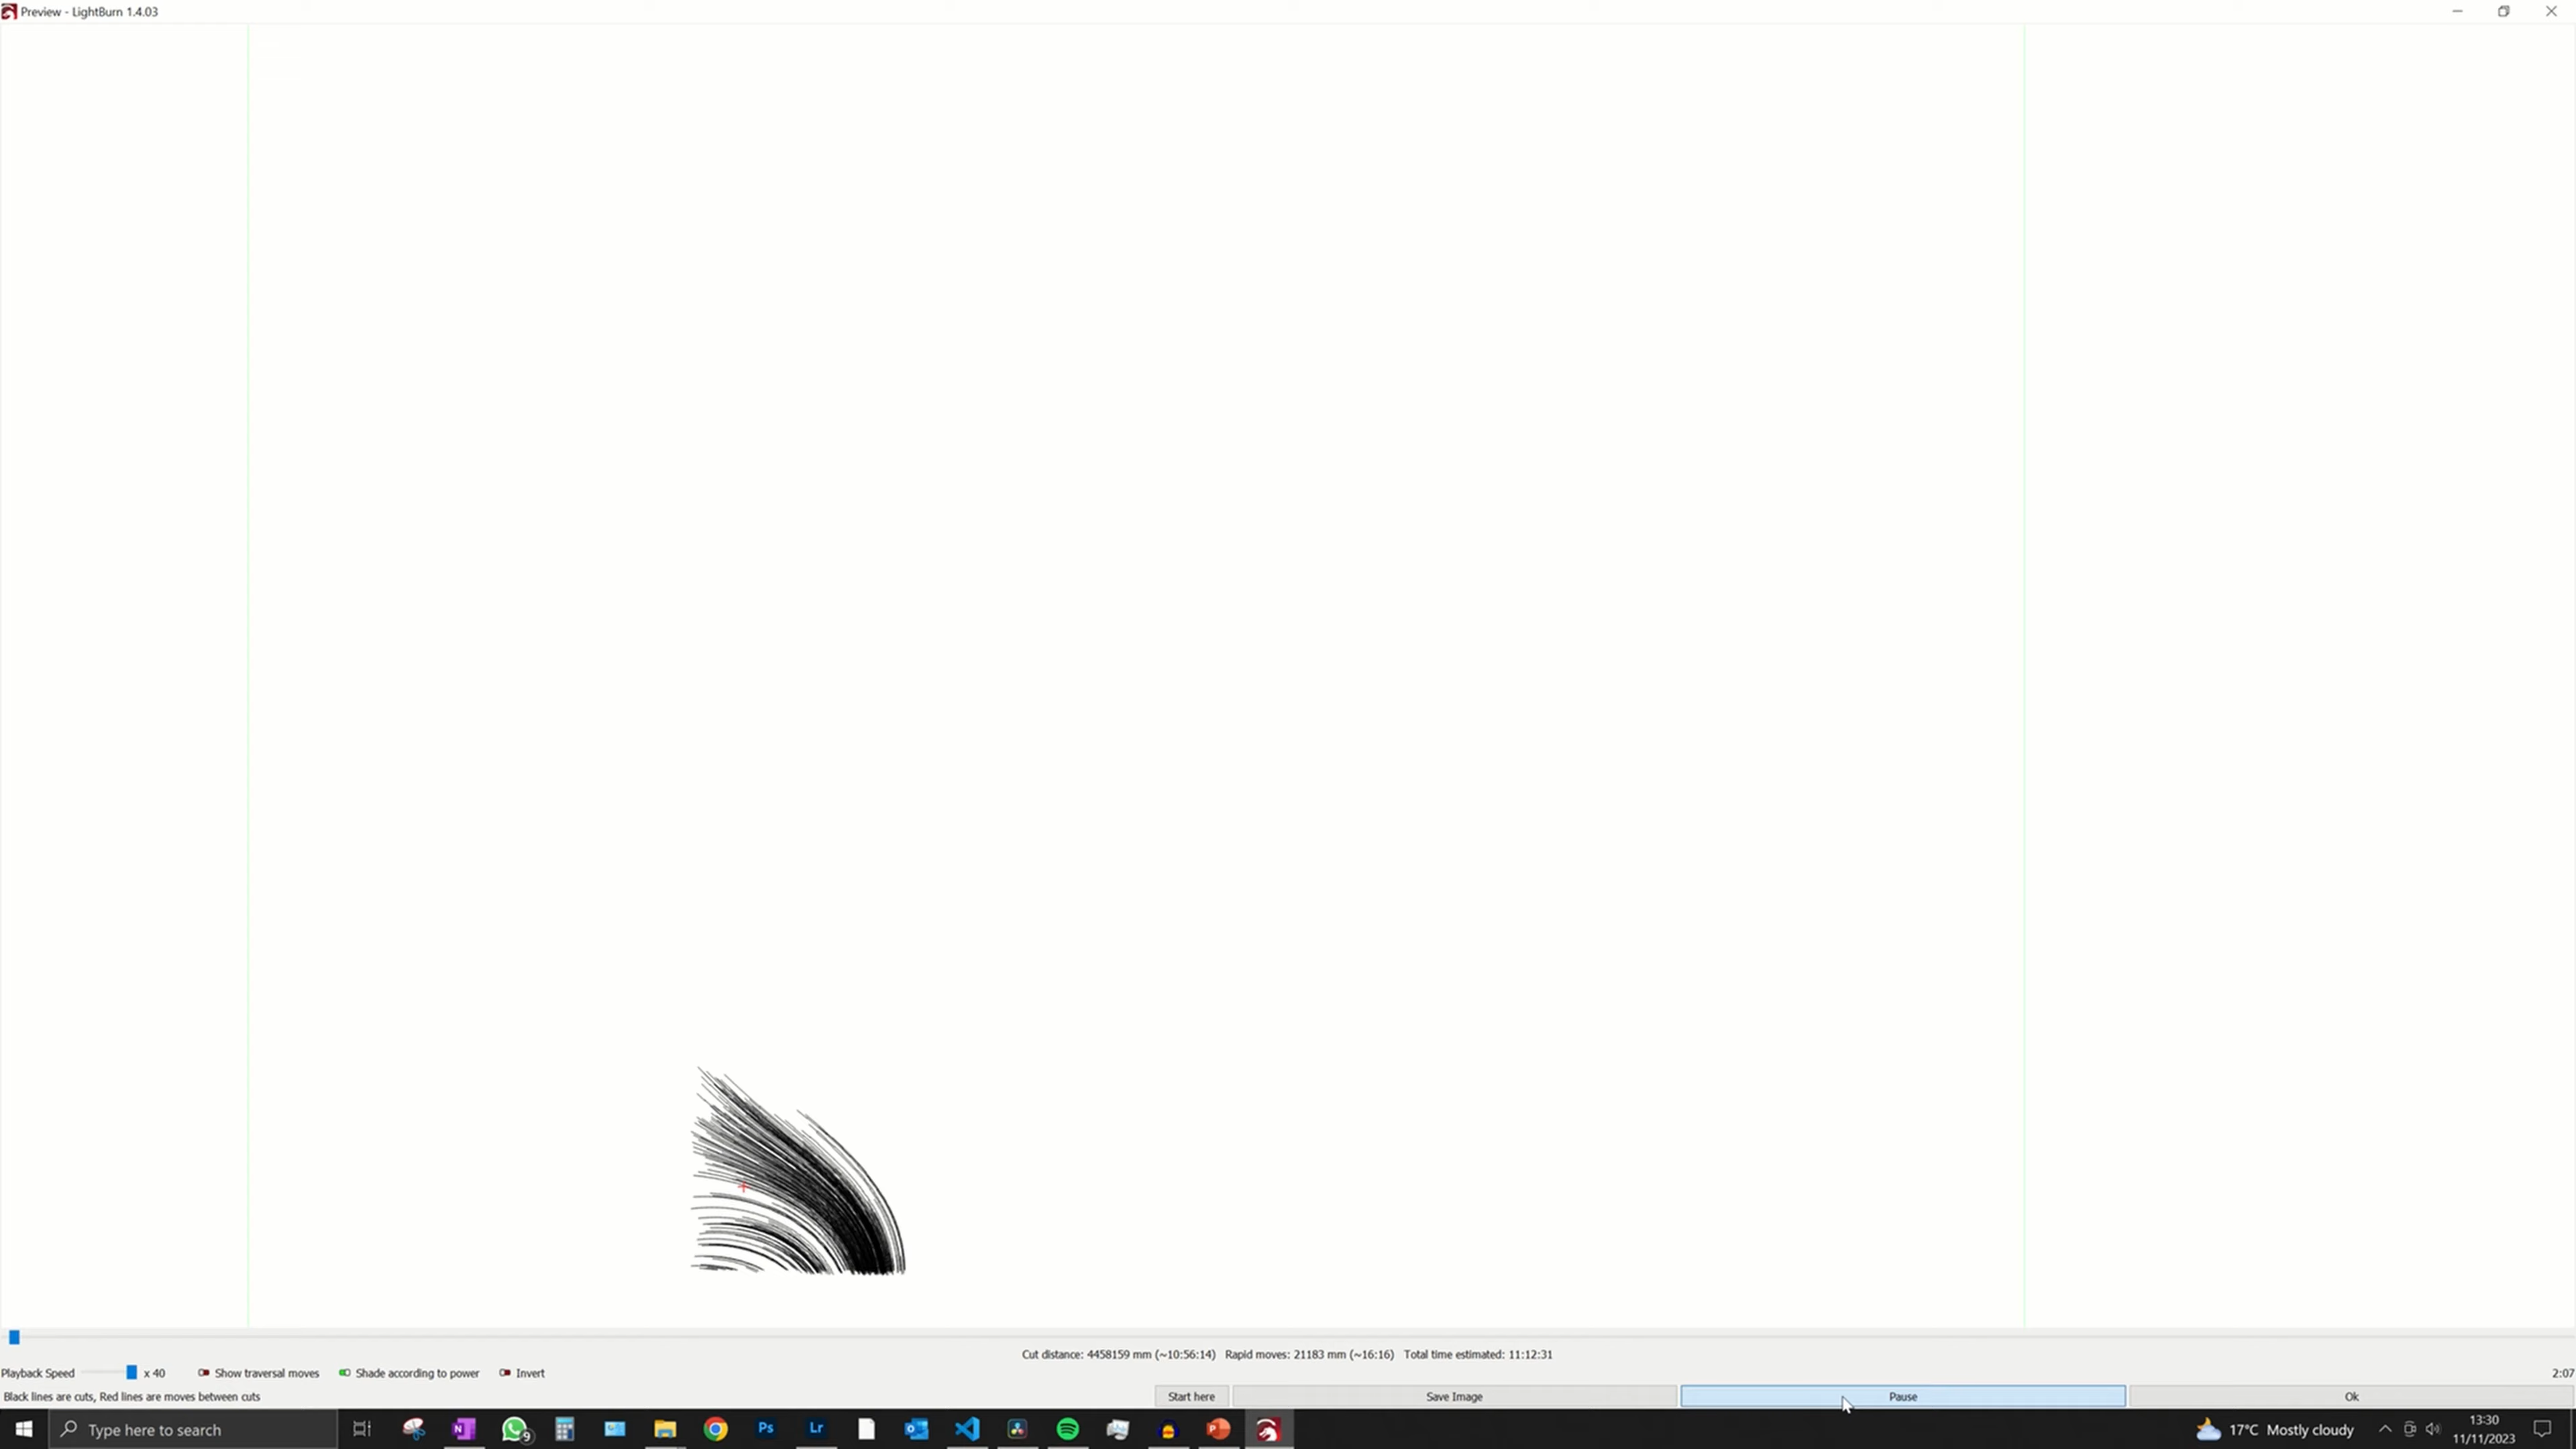 Preview - LightBurn 1.4.03
Cut distance: 4458159 mm (~10:56:14)   Rapid moves: 21183 mm (~16:16)   Total time estimated: 11:12:31
Playback Speed x 40 Show traversal moves Shade according to power Invert 2:07
Black lines are cuts, Red lines are moves between cuts Start here Save Image Pause Ok
Type here to search N 9 Ps Lr 17°C Mostly cloudy 13:30
11/11/2023